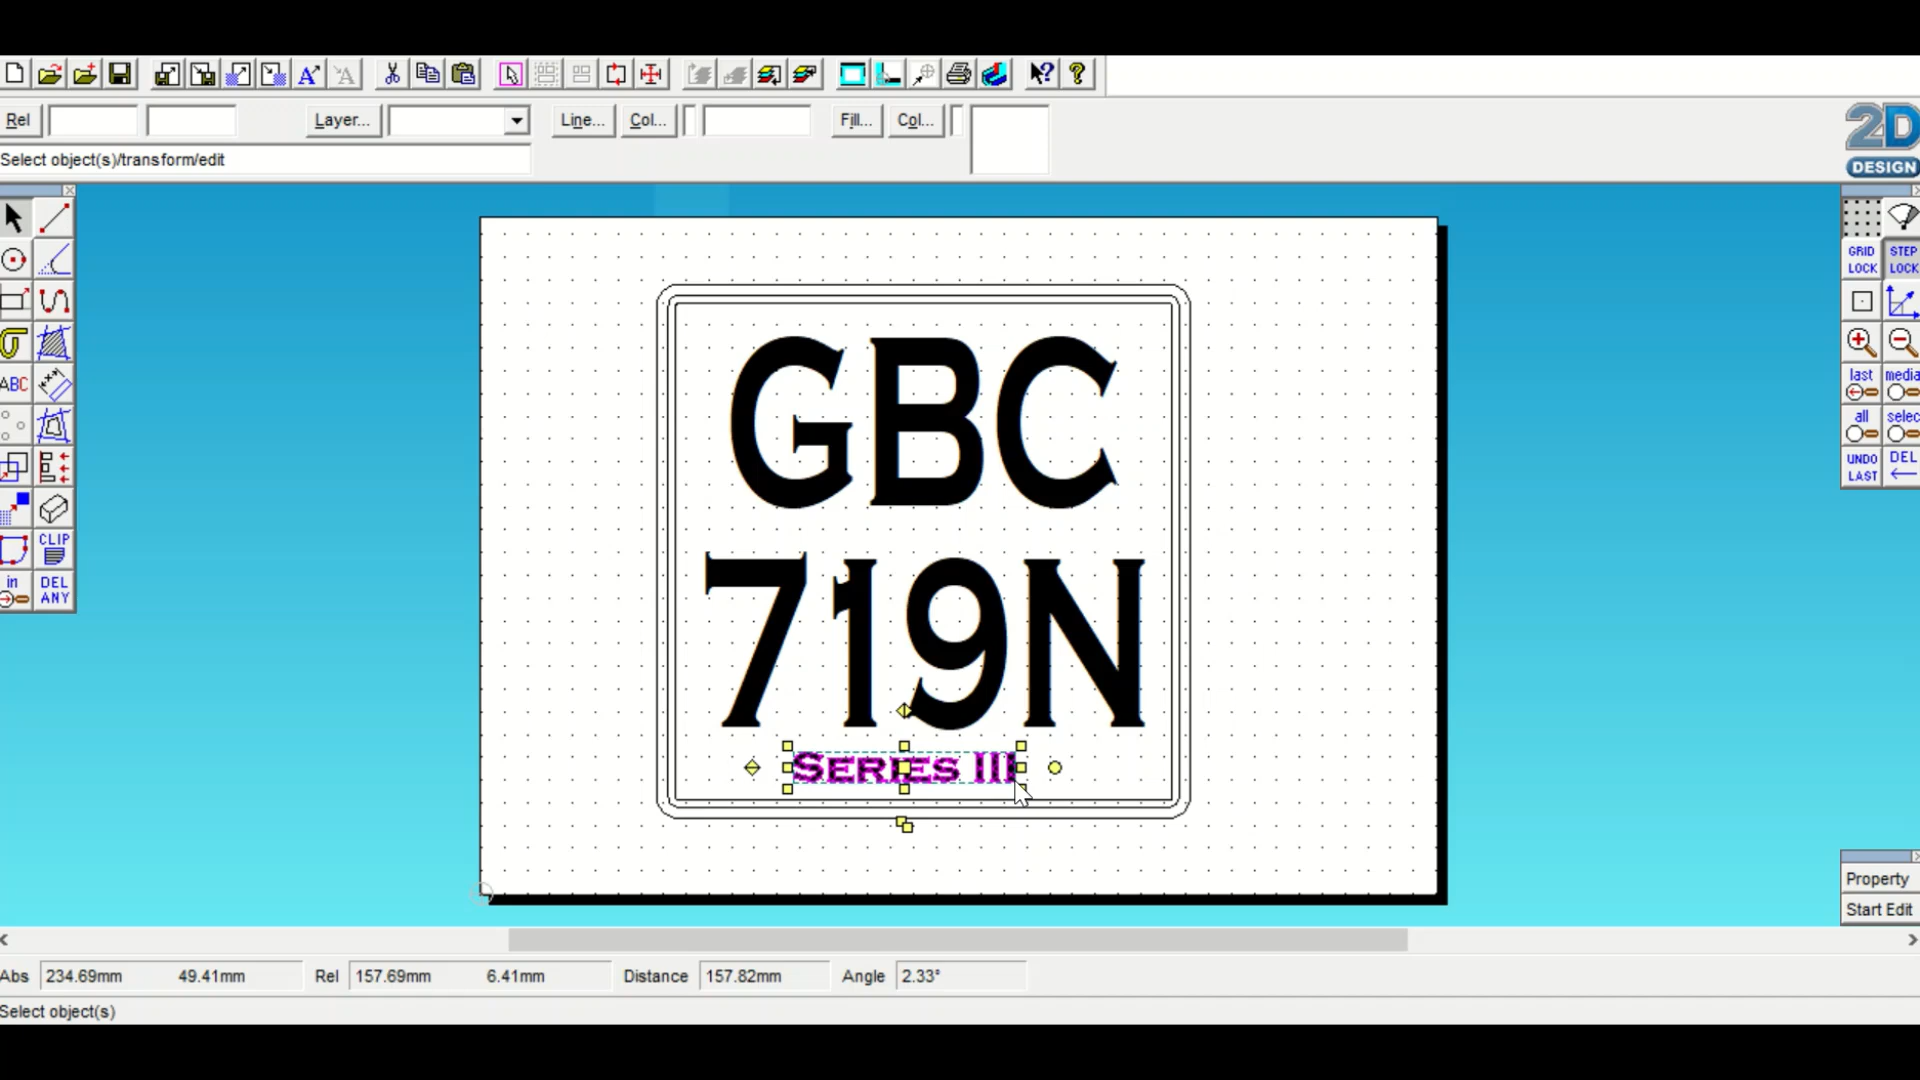 Rel
Layer...
Line...
Col...
Fill...
Col...
2D
DESIGN
Select object(s)/transform/edit
GRID LOCK
STEP LOCK
ABC
last
media
all
selec
UNDO LAST
DEL
CLIP
in
DEL ANY
GBC
719N
SERIES III
Property
Start Edit
Abs 234.69mm 49.41mm Rel 157.69mm 6.41mm Distance 157.82mm Angle 2.33°
Select object(s)